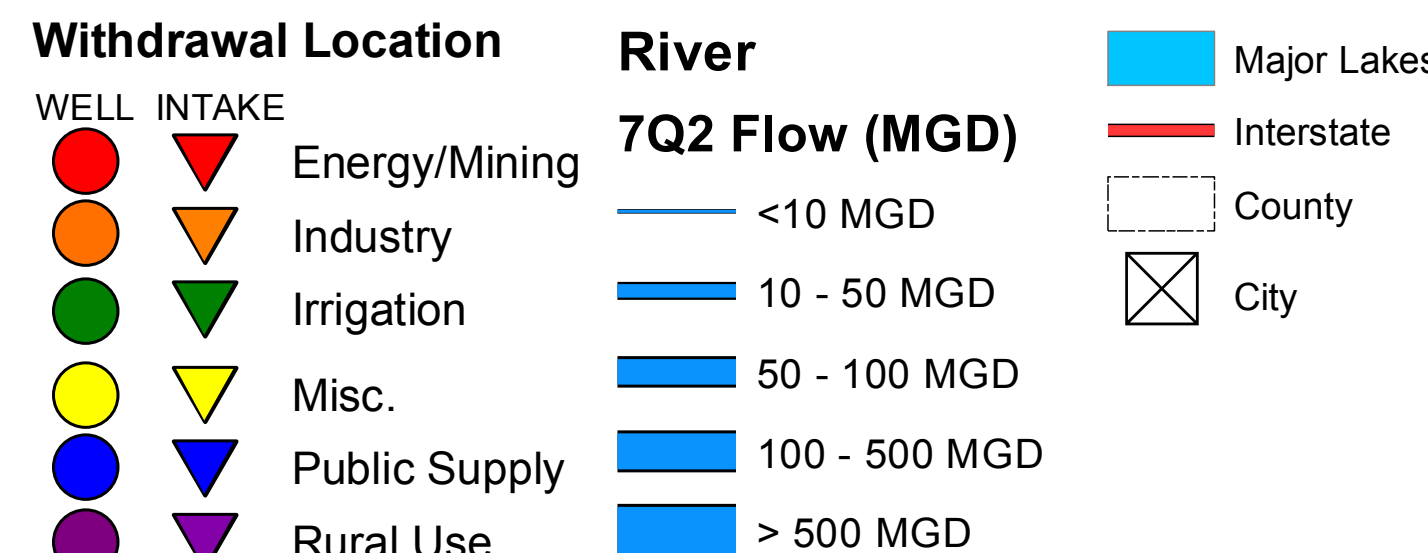 Withdrawal Location
WELL INTAKE
Energy/Mining
Industry
Irrigation
Misc.
Public Supply
Rural Use
River
7Q2 Flow (MGD)
<10 MGD
10 - 50 MGD
50 - 100 MGD
100 - 500 MGD
> 500 MGD
Major Lakes
Interstate
County
City